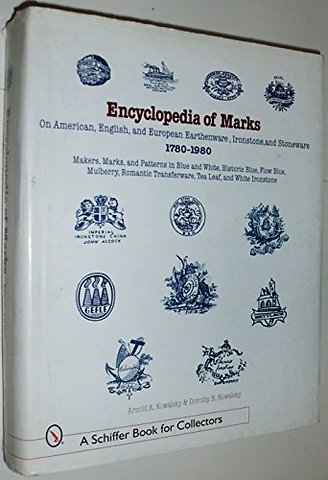 Encyclopedia of Marks
On American, English, and European Earthenware, Ironstone, and Stoneware
1780-1980
Makers, Marks, and Patterns in Blue and White, Historic Blue, Flow Blue,
Mulberry, Romantic Transferware, Tea Leaf, and White Ironstone
IMPERIAL
IRONSTONE CHINA
JOHN ALCOCK
GEFLE
Arnold A. Kowalsky & Dorothy E. Kowalsky
A Schiffer Book for Collectors